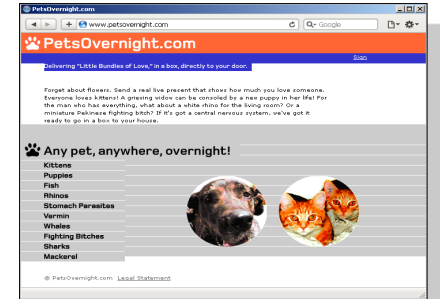 PetsOvernight.com
www.petsovernight.com
Google
PetsOvernight.com
Sign
Delivering "Little Bundles of Love," in a box, directly to your door.
Forget about flowers. Send a real live present that shows how much you love someone.
Everyone loves kittens! A grieving widow can be consoled by a new puppy in her life! For
the man who has everything, what about a white rhino for the living room? Or a
miniature Pekinese fighting bitch? If it's got a central nervous system, we've got it
ready to go in a box to your house.
Any pet, anywhere, overnight!
Kittens
Puppies
Fish
Rhinos
Stomach Parasites
Vermin
Whales
Fighting Bitches
Sharks
Mackerel
© PetsOvernight.com Legal Statement